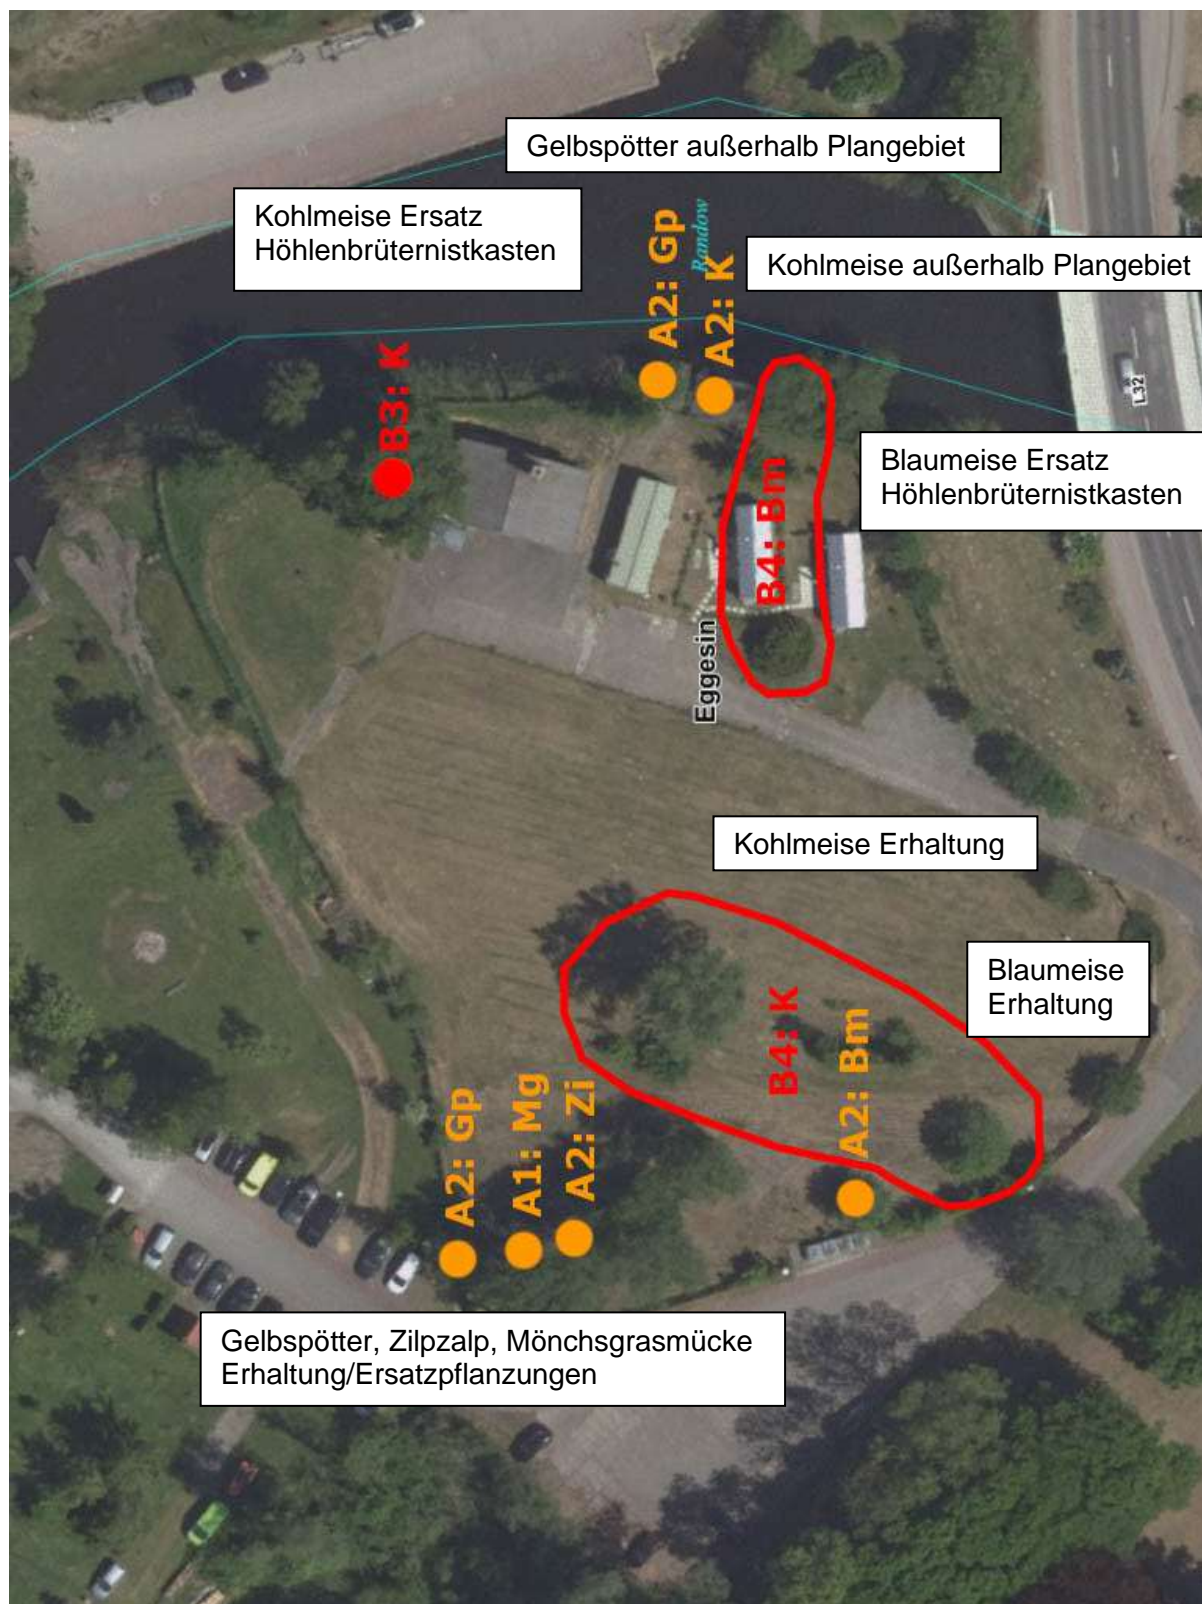 Gelbspötter außerhalb Plangebiet
Kohlmeise Ersatz
Höhlenbrüternistkasten
Kohlmeise außerhalb Plangebiet
A2: Gp
Randow
A2: K
L32
B3: K
Blaumeise Ersatz
Höhlenbrüternistkasten
B4: Bm
Eggesin
Kohlmeise Erhaltung
Blaumeise
Erhaltung
B4: K
A2: Bm
A2: Gp
A1: Mg
A2: Zi
Gelbspötter, Zilpzalp, Mönchsgrasmücke
Erhaltung/Ersatzpflanzungen